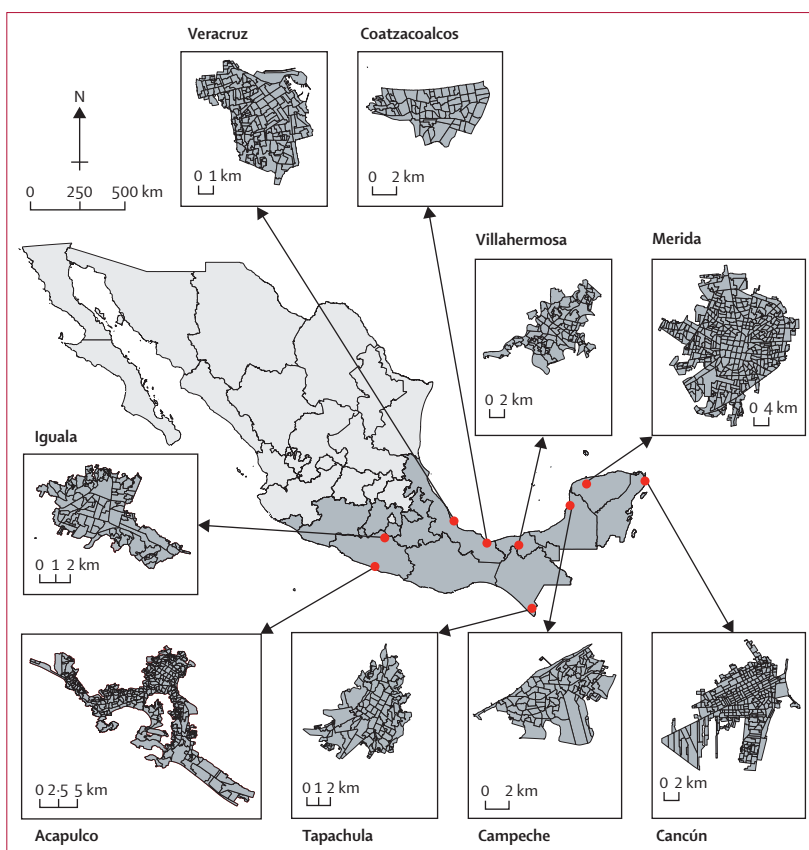 Veracruz
Coatzacoalcos
N
0 250 500 km
0 1 km
0 2 km
Villahermosa
Merida
0 2 km
0 4 km
Iguala
0 1 2 km
0 2·5 5 km
0 1 2 km
0 2 km
0 2 km
Acapulco
Tapachula
Campeche
Cancún